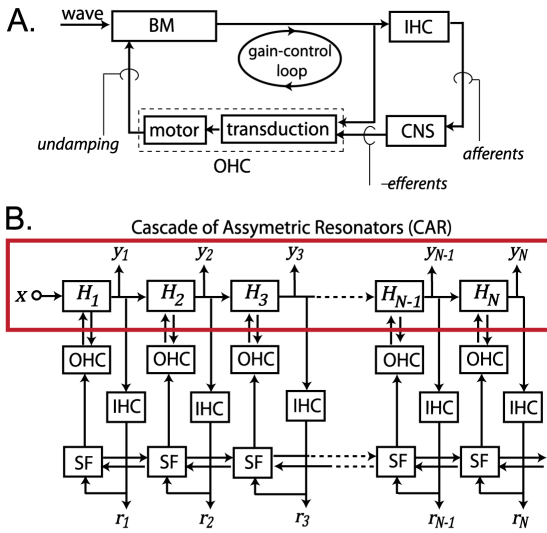 A.
wave
BM
IHC
gain-control
loop
motor
transduction
CNS
undamping
OHC
afferents
efferents
B.
Cascade of Assymetric Resonators (CAR)
y1 y2 y3 yN-1 yN
x H1 H2 H3 HN-1 HN
OHC OHC OHC OHC OHC
IHC IHC IHC IHC IHC
SF SF SF SF SF
r1 r2 r3 rN-1 rN